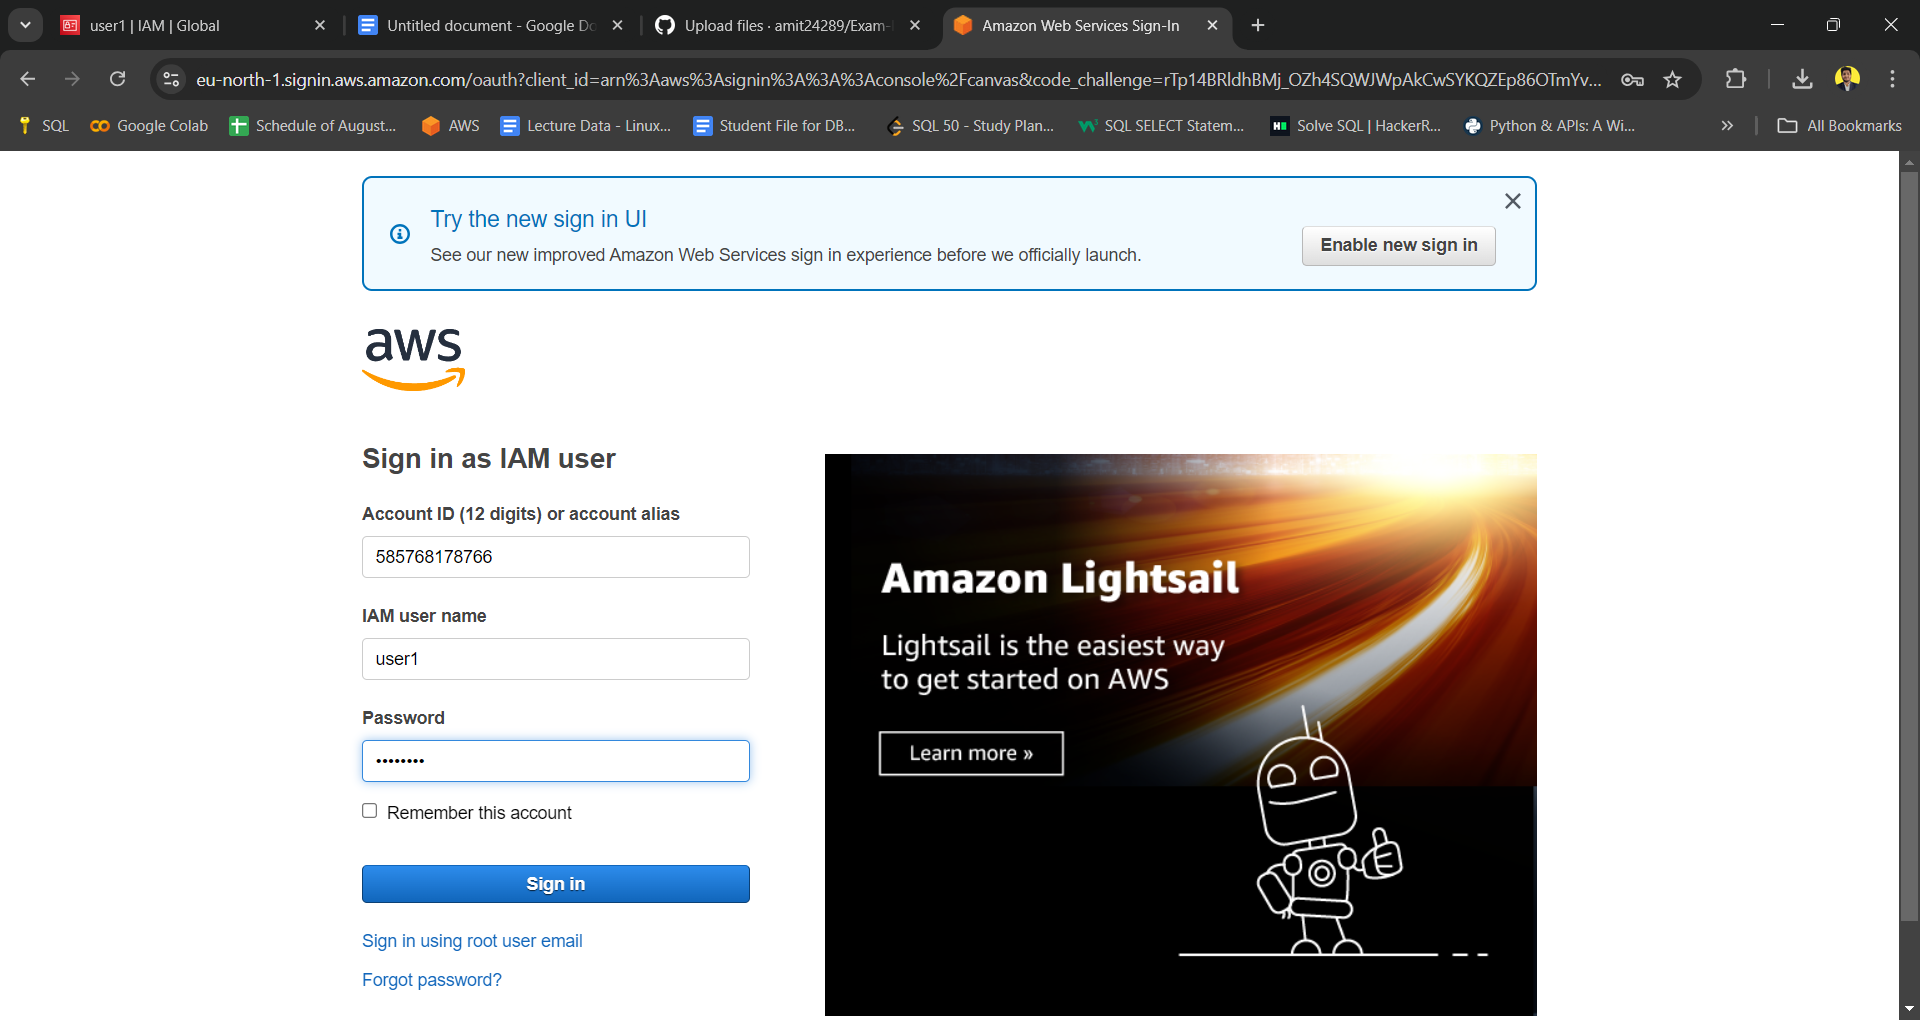 user1 | IAM | Global
Untitled document - Google Do
Upload files · amit24289/Exam-
Amazon Web Services Sign-In
eu-north-1.signin.aws.amazon.com/oauth?client_id=arn%3Aaws%3Asignin%3A%3A%3Aconsole%2Fcanvas&code_challenge=rTp14BRldhBMj_OZh4SQWJWpAkCwSYKQZEp86OTmYv...
SQL
Google Colab
Schedule of August...
AWS
Lecture Data - Linux...
Student File for DB...
SQL 50 - Study Plan...
SQL SELECT Statem...
Solve SQL | HackerR...
Python & APIs: A Wi...
All Bookmarks
Try the new sign in UI
See our new improved Amazon Web Services sign in experience before we officially launch.
Enable new sign in
aws
Sign in as IAM user
Account ID (12 digits) or account alias
585768178766
IAM user name
user1
Password
••••••••
Remember this account
Sign in
Sign in using root user email
Forgot password?
Amazon Lightsail
Lightsail is the easiest way
to get started on AWS
Learn more »